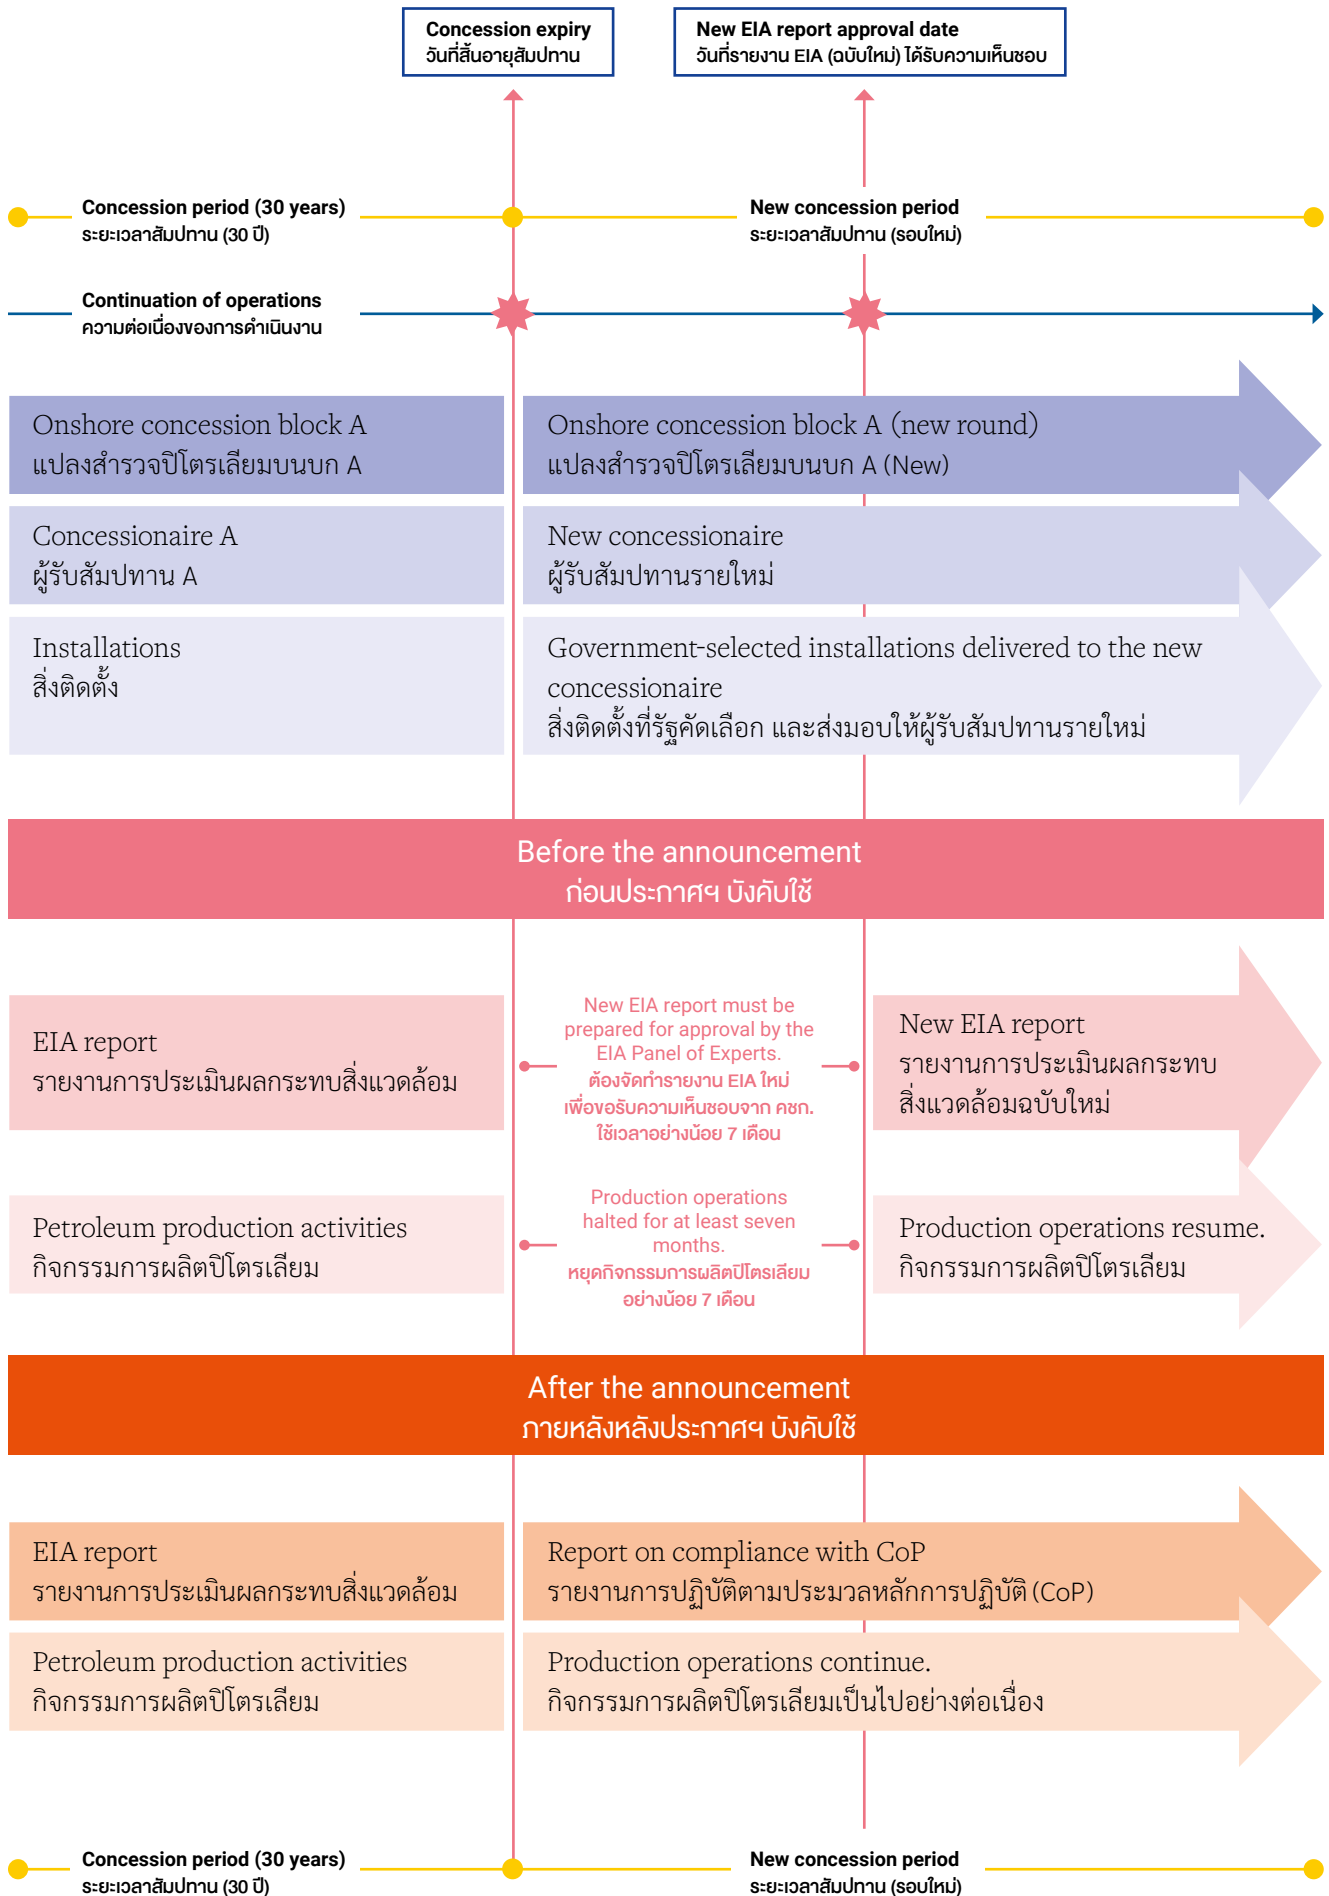 Concession expiry
วันที่สิ้นอายุสัมปทาน
New EIA report approval date
วันที่รายงาน EIA (ฉบับใหม่) ได้รับความเห็นชอบ
Concession period (30 years)
ระยะเวลาสัมปทาน (30 ปี)
New concession period
ระยะเวลาสัมปทาน (รอบใหม่)
Continuation of operations
ความต่อเนื่องของการดำเนินงาน
Onshore concession block A
แปลงสำรวจปิโตรเลียมบนบก A
Onshore concession block A (new round)
แปลงสำรวจปิโตรเลียมบนบก A (New)
Concessionaire A
ผู้รับสัมปทาน A
New concessionaire
ผู้รับสัมปทานรายใหม่
Installations
สิ่งติดตั้ง
Government-selected installations delivered to the new
concessionaire
สิ่งติดตั้งที่รัฐคัดเลือก และส่งมอบให้ผู้รับสัมปทานรายใหม่
Before the announcement
ก่อนประกาศฯ บังคับใช้
EIA report
รายงานการประเมินผลกระทบสิ่งแวดล้อม
New EIA report must be
prepared for approval by the
EIA Panel of Experts.
ต้องจัดทำรายงาน EIA ใหม่
เพื่อขอรับความเห็นชอบจาก คชก.
ใช้เวลาอย่างน้อย 7 เดือน
New EIA report
รายงานการประเมินผลกระทบ
สิ่งแวดล้อมฉบับใหม่
Petroleum production activities
กิจกรรมการผลิตปิโตรเลียม
Production operations
halted for at least seven
months.
หยุดกิจกรรมการผลิตปิโตรเลียม
อย่างน้อย 7 เดือน
Production operations resume.
กิจกรรมการผลิตปิโตรเลียม
After the announcement
ภายหลังหลังประกาศฯ บังคับใช้
EIA report
รายงานการประเมินผลกระทบสิ่งแวดล้อม
Report on compliance with CoP
รายงานการปฏิบัติตามประมวลหลักการปฏิบัติ (CoP)
Petroleum production activities
กิจกรรมการผลิตปิโตรเลียม
Production operations continue.
กิจกรรมการผลิตปิโตรเลียมเป็นไปอย่างต่อเนื่อง
Concession period (30 years)
ระยะเวลาสัมปทาน (30 ปี)
New concession period
ระยะเวลาสัมปทาน (รอบใหม่)